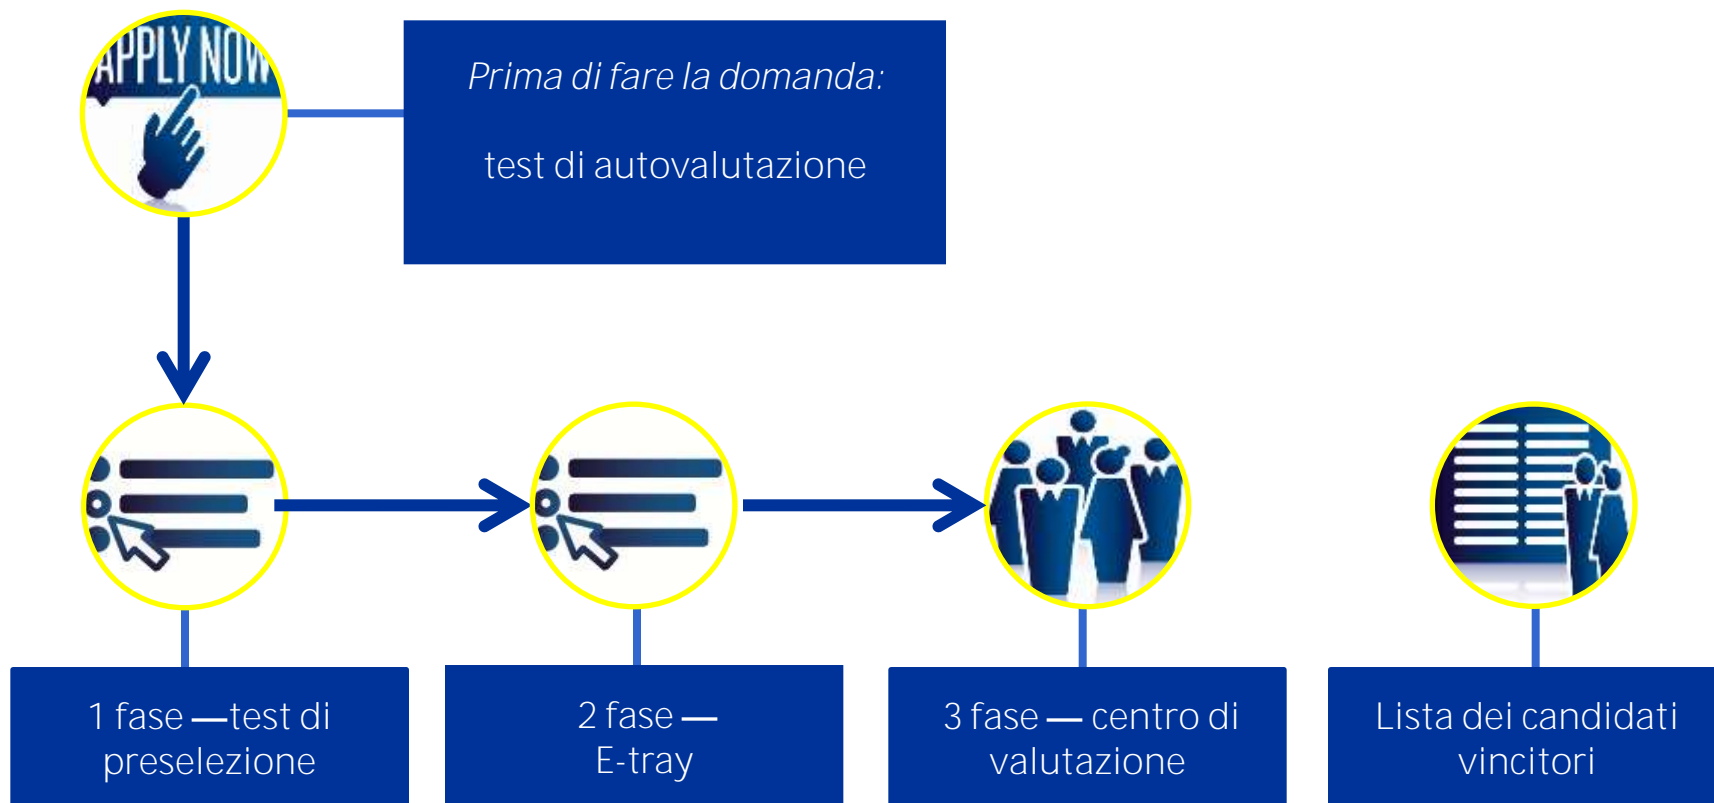 APPLY NOW
Prima di fare la domanda:
test di autovalutazione
1 fase —test di
preselezione
2 fase —
E-tray
3 fase — centro di
valutazione
Lista dei candidati
vincitori